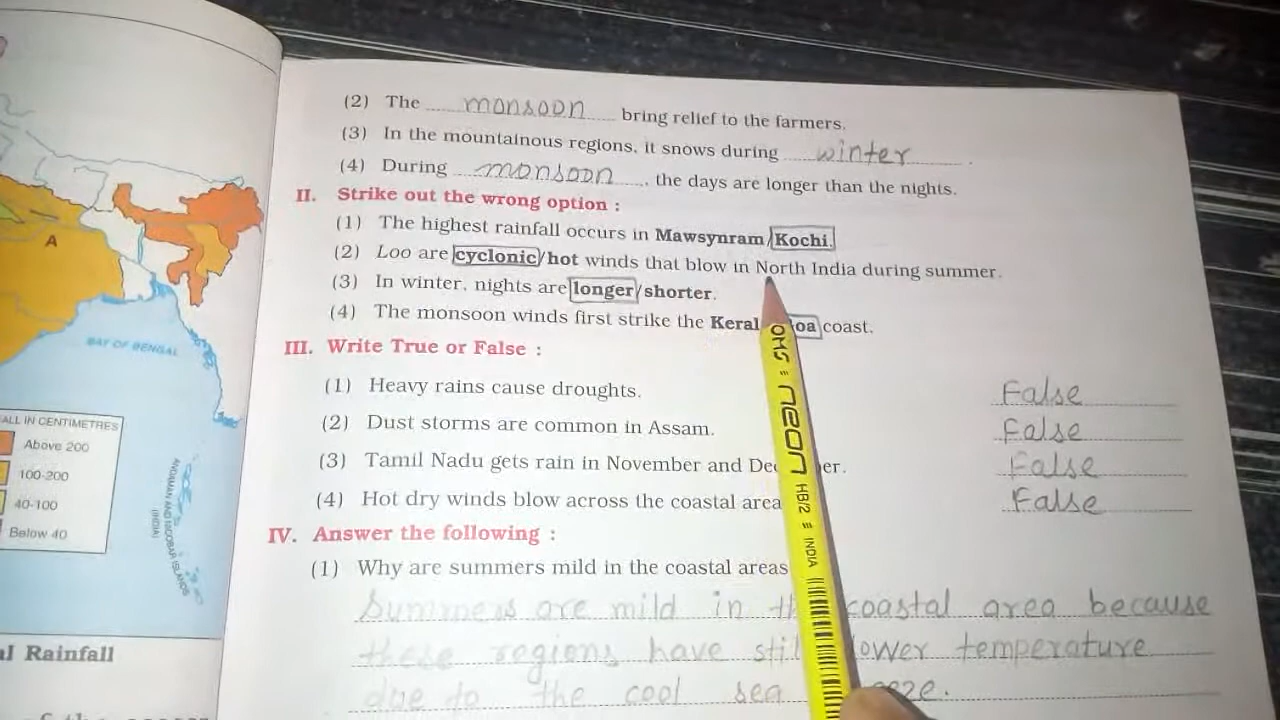 (2) The monsoon bring relief to the farmers.
(3) In the mountainous regions, it snows during winter.
(4) During monsoon, the days are longer than the nights.
II. Strike out the wrong option :
(1) The highest rainfall occurs in Mawsynram/Kochi.
(2) Loo are cyclonic/hot winds that blow in North India during summer.
(3) In winter, nights are longer/shorter.
(4) The monsoon winds first strike the Keral oa coast.
III. Write True or False :
(1) Heavy rains cause droughts. False
(2) Dust storms are common in Assam. False
(3) Tamil Nadu gets rain in November and De er. False
(4) Hot dry winds blow across the coastal area False
IV. Answer the following :
(1) Why are summers mild in the coastal areas
Summers are mild in th coastal area because
these regions have still lower temperature
due to the cool sea eze.
A
BAY OF BENGAL
ALL IN CENTIMETRES
Above 200
100-200
40-100
Below 40
ANDAMAN AND NICOBAR ISLANDS
(INDIA)
al Rainfall
OMS = neon HB/2 = INDIA